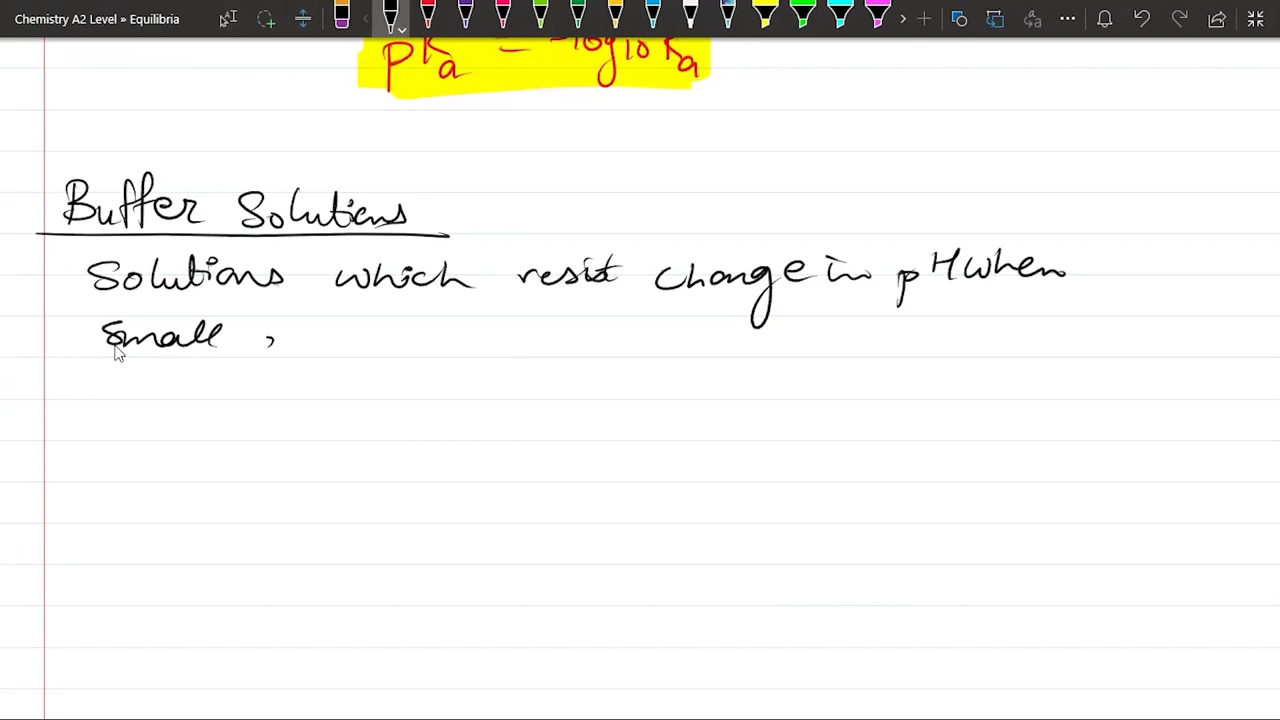 Chemistry A2 Level » Equilibria
pKa = -log10 Ka
Buffer Solutions
Solutions which resist change in pH when
small ,